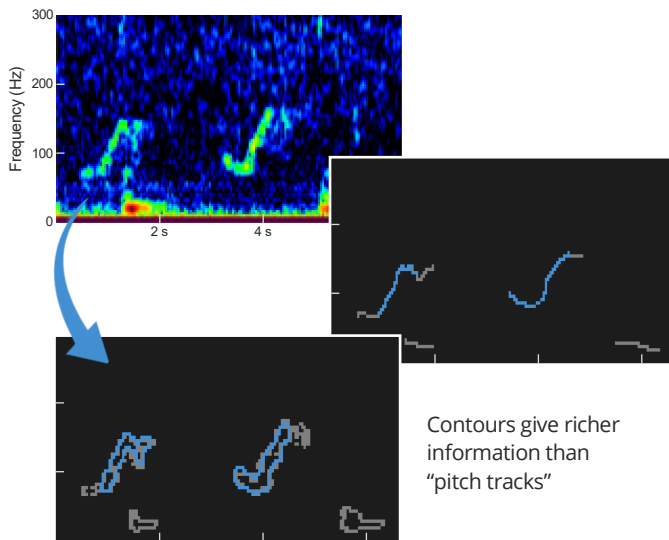 300
200
100
0
Frequency (Hz)
2 s
4 s
Contours give richer
information than
“pitch tracks”